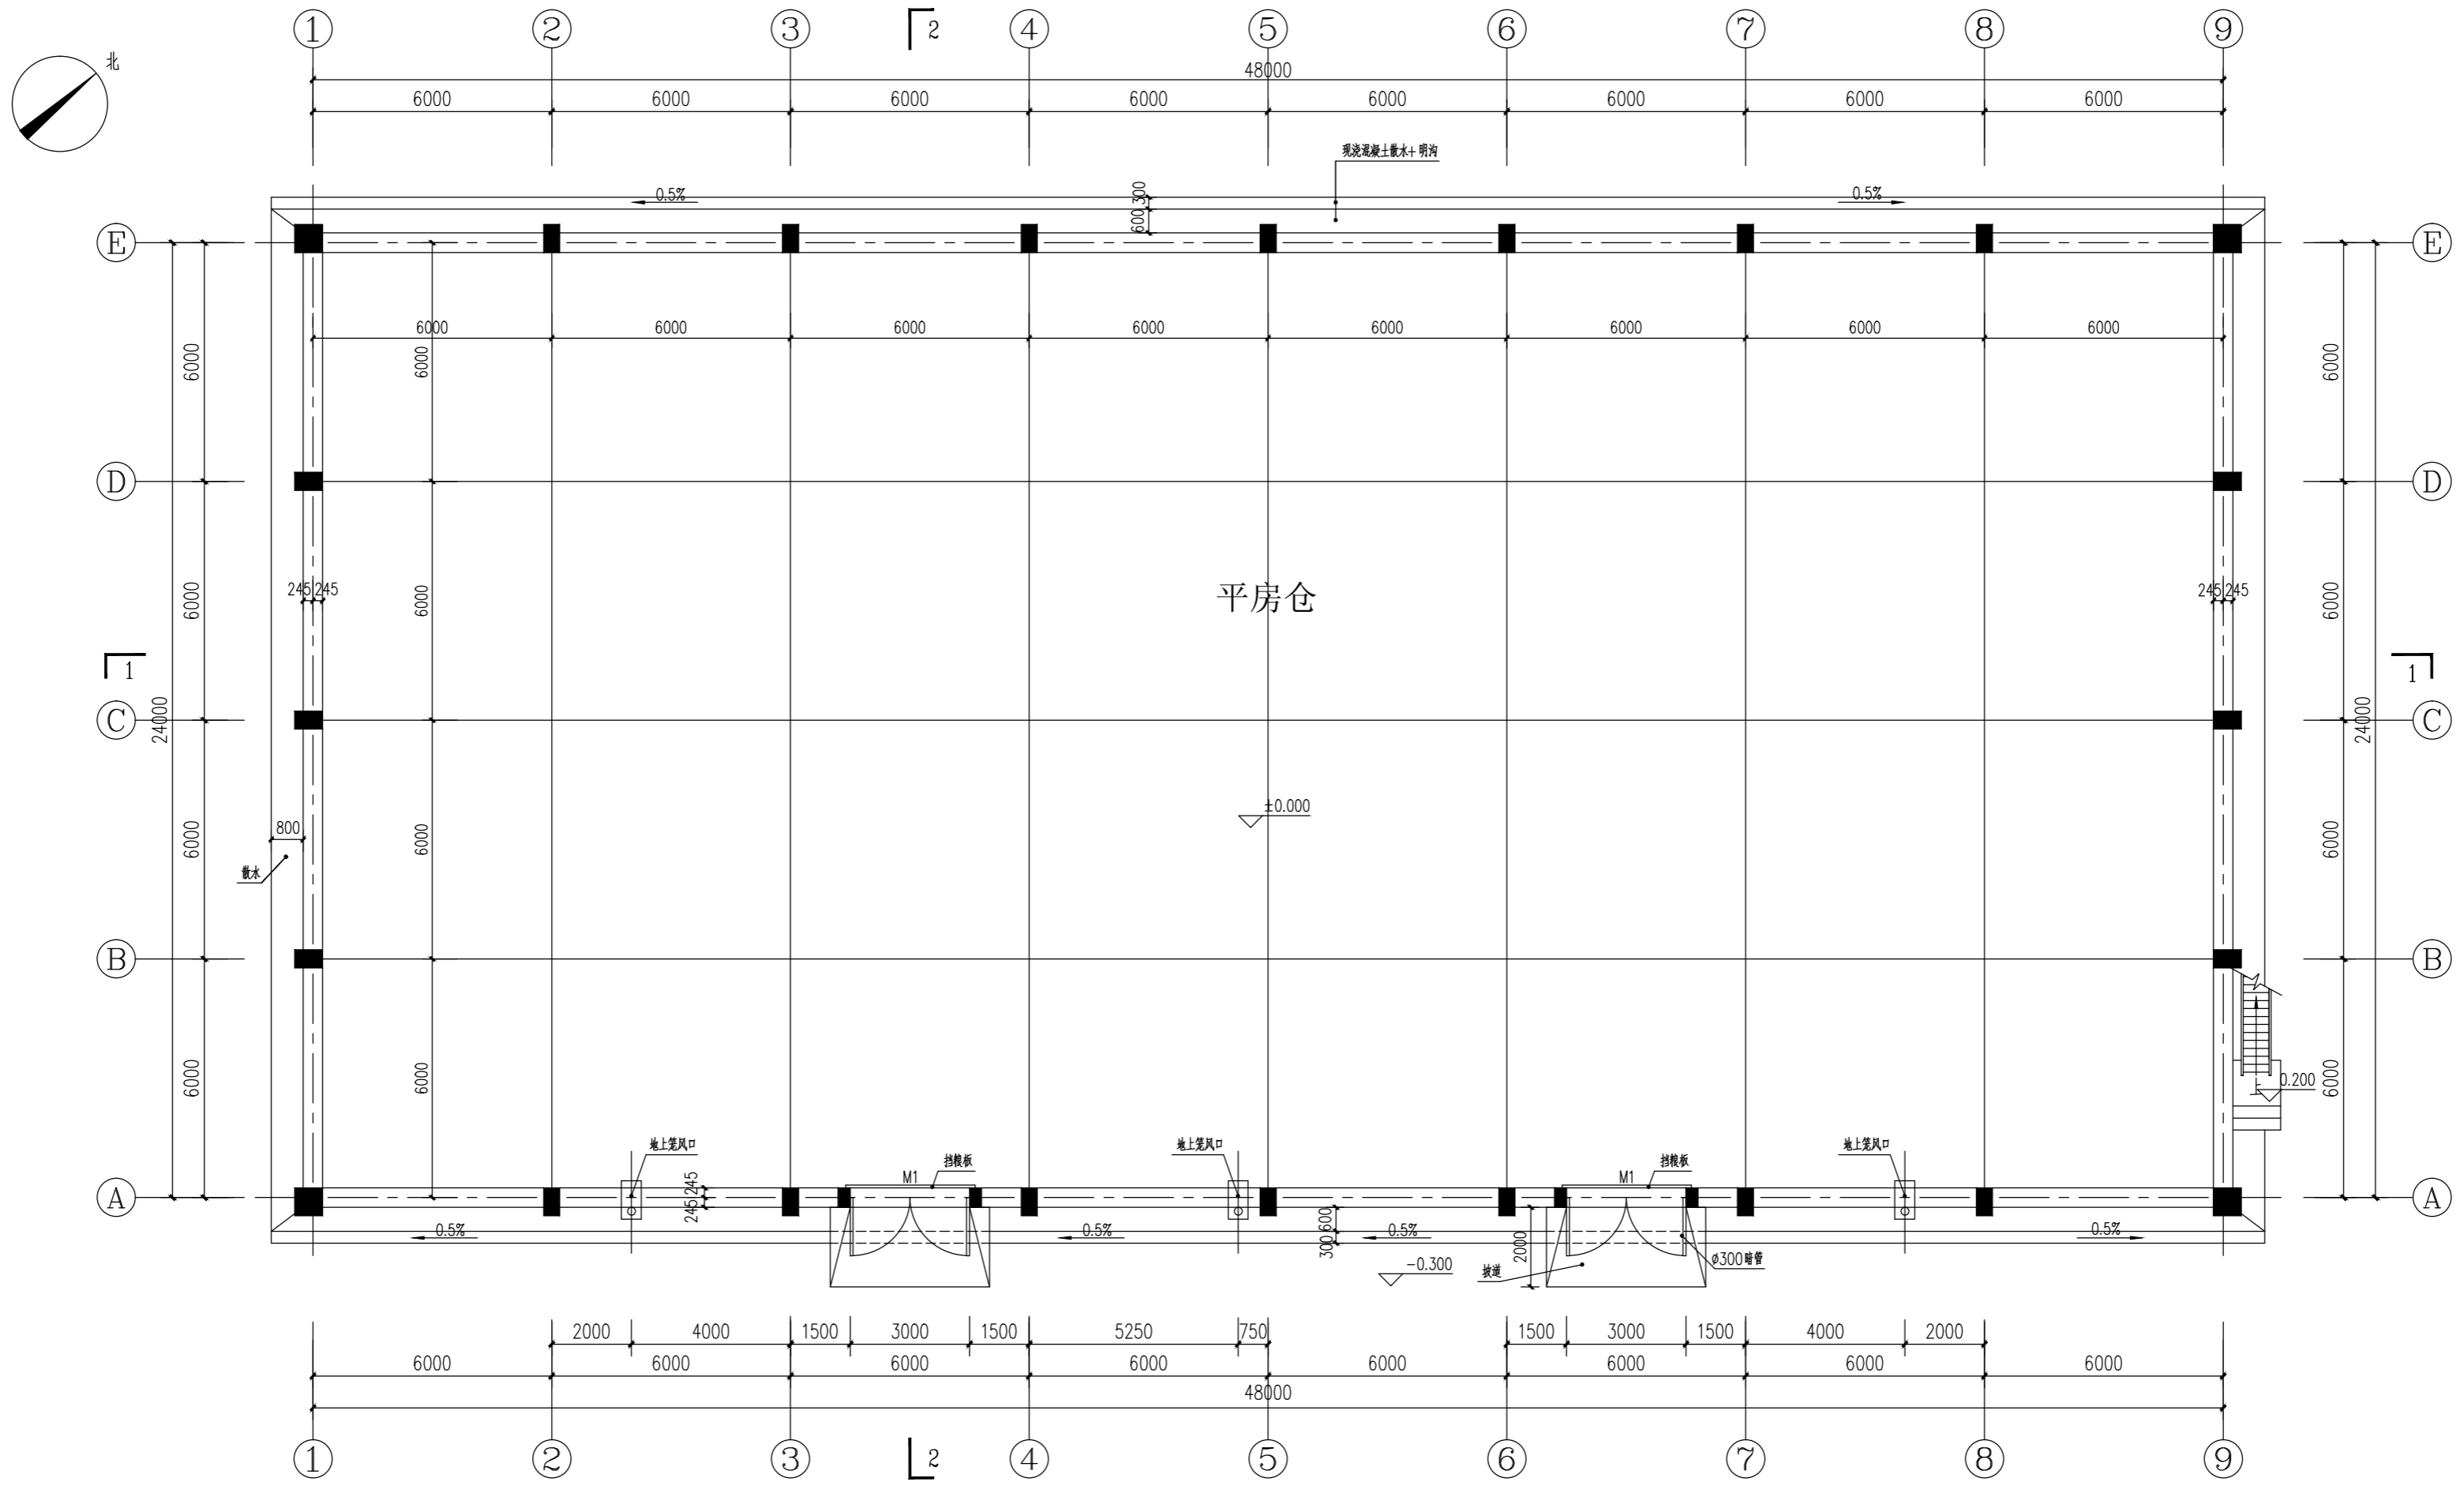 ① ② ③ 2 ④ ⑤ ⑥ ⑦ ⑧ ⑨
北
48000
6000 6000 6000 6000 6000 6000 6000 6000
现浇混凝土散水+明沟
0.5% 300 0.5%
600
E E
6000 6000 6000 6000 6000 6000 6000 6000
6000 6000 6000
D D
245 245 平房仓 245 245
6000 6000 6000
1 1
C 24000 24000 C
±0.000
800 6000 6000 6000
散水
B B
6000 6000 0.200 6000
上
地上笼风口 地上笼风口 地上笼风口
挡粮板 挡粮板
M1 M1
A 245 245 A
0.5% 0.5% 300 600 0.5% 2000 0.5%
-0.300 坡道 ø300暗管
2000 4000 1500 3000 1500 5250 750 1500 3000 1500 4000 2000
6000 6000 6000 6000 6000 6000 6000 6000
48000
① ② ③ 2 ④ ⑤ ⑥ ⑦ ⑧ ⑨